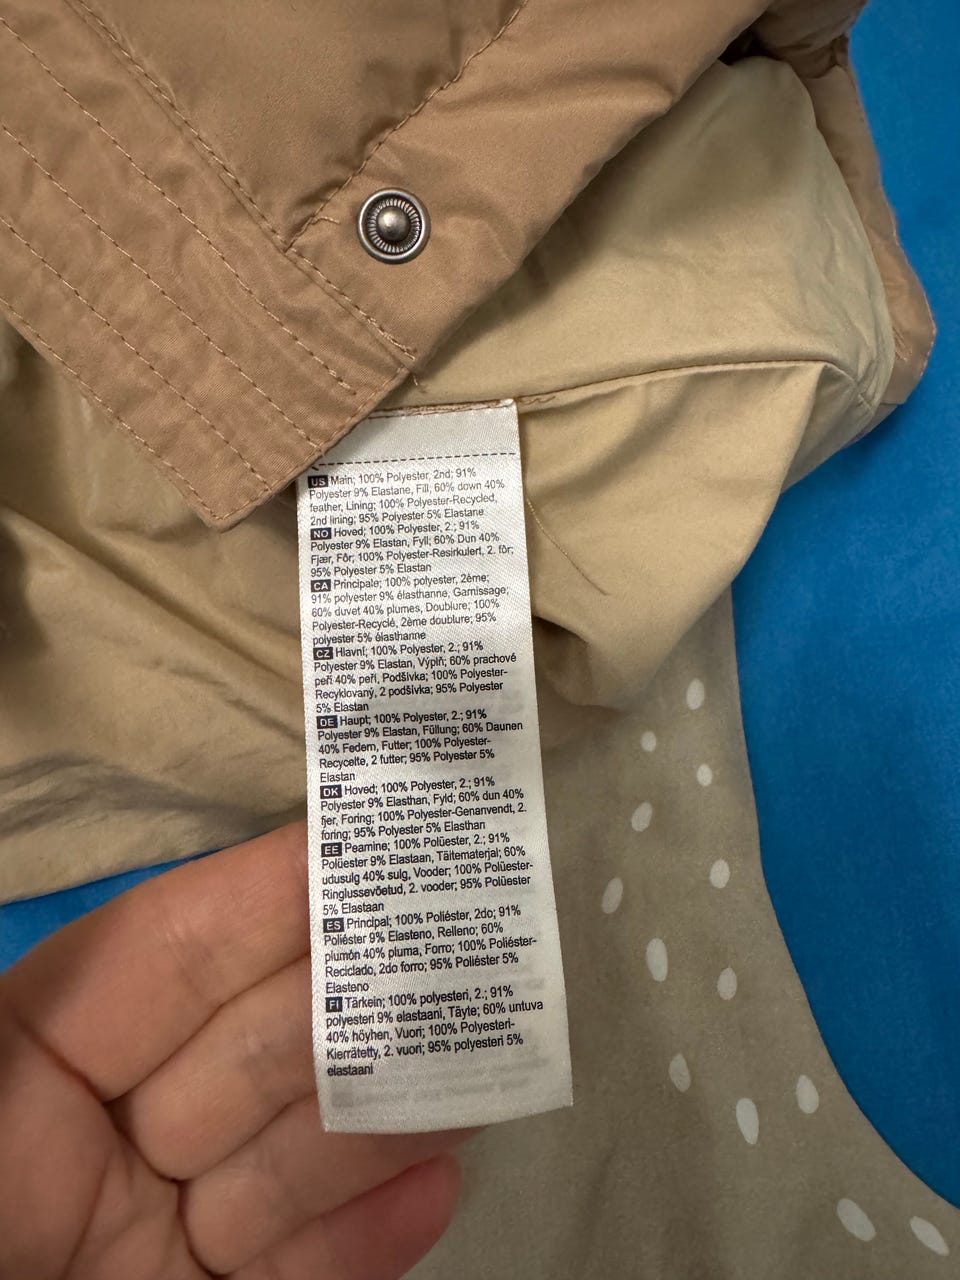 US Main; 100% Polyester, 2nd; 91%
Polyester 9% Elastane, Fill; 60% down 40%
feather, Lining; 100% Polyester-Recycled,
2nd lining; 95% Polyester 5% Elastane
NO Hoved; 100% Polyester, 2.; 91%
Polyester 9% Elastan, Fyll; 60% Dun 40%
Fjær, Fôr; 100% Polyester-Resirkulert, 2. fôr;
95% Polyester 5% Elastan
CA Principale; 100% polyester, 2ème;
91% polyester 9% élasthanne, Garnissage;
60% duvet 40% plumes, Doublure; 100%
Polyester-Recyclé, 2ème doublure; 95%
polyester 5% élasthanne
CZ Hlavní; 100% Polyester, 2.; 91%
Polyester 9% Elastan, Výplň; 60% prachové
peří 40% peří, Podšívka; 100% Polyester-
Recyklovaný, 2 podšívka; 95% Polyester
5% Elastan
DE Haupt; 100% Polyester, 2.; 91%
Polyester 9% Elastan, Füllung; 60% Daunen
40% Federn, Futter; 100% Polyester-
Recycelte, 2 futter; 95% Polyester 5%
Elastan
DK Hoved; 100% Polyester, 2.; 91%
Polyester 9% Elasthan, Fyld; 60% dun 40%
fjer, Foring; 100% Polyester-Genanvendt, 2.
foring; 95% Polyester 5% Elasthan
EE Peamine; 100% Polüester, 2.; 91%
Polüester 9% Elastaan, Täitematerjal; 60%
udusulg 40% sulg, Vooder; 100% Polüester-
Ringlussevõetud, 2. vooder; 95% Polüester
5% Elastaan
ES Principal; 100% Poliéster, 2do; 91%
Poliéster 9% Elasteno, Relleno; 60%
plumón 40% pluma, Forro; 100% Poliéster-
Reciclado, 2do forro; 95% Poliéster 5%
Elasteno
FI Tärkein; 100% polyesteri, 2.; 91%
polyesteri 9% elastaani, Täyte; 60% untuva
40% höyhen, Vuori; 100% Polyesteri-
Kierrätetty, 2. vuori; 95% polyesteri 5%
elastaani